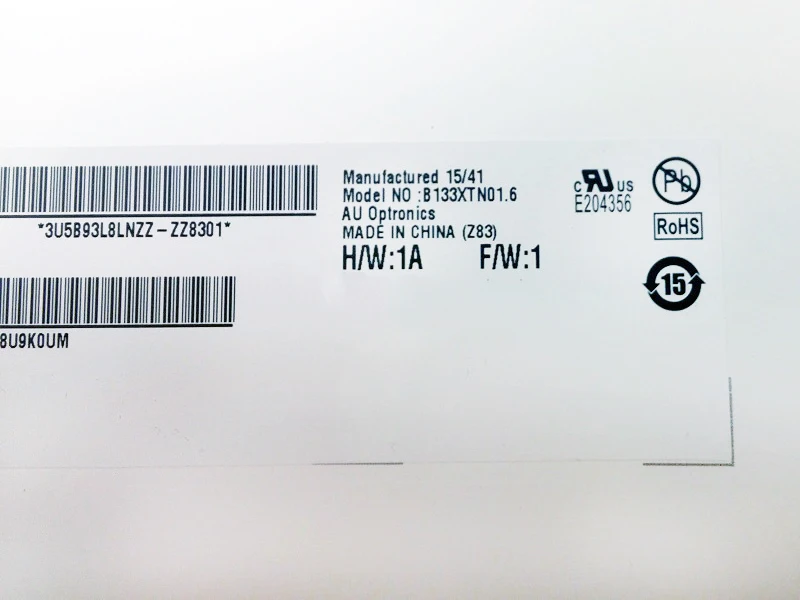 *3U5B93L8LNZZ-ZZ8301*
8U9K0UM
Manufactured 15/41
Model NO :B133XTN01.6
AU Optronics
MADE IN CHINA (Z83)
H/W:1A F/W:1
c RU US
E204356
Pb
RoHS
15